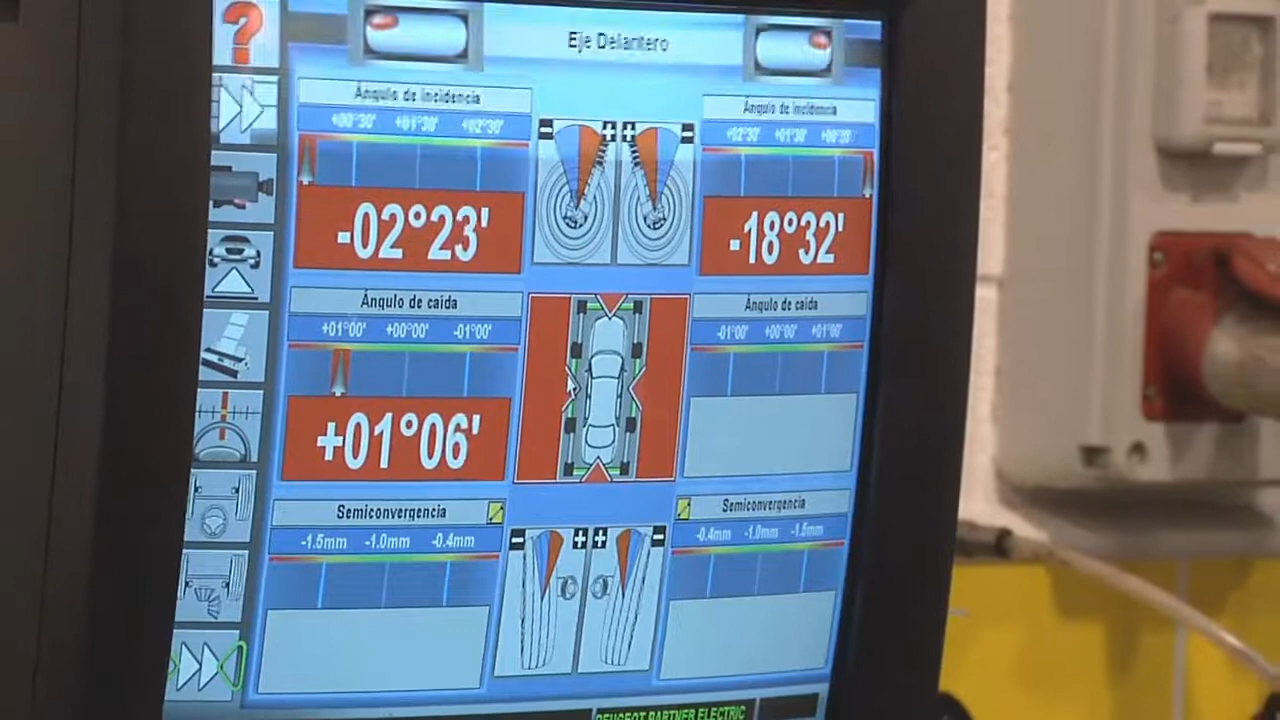 Eje Delantero
Ángulo de incidencia
+00°30' +01°30' +02°30'
-02°23'
Ángulo de incidencia
+02°30' +01°30' +00°30'
-18°32'
Ángulo de caída
+01°00' +00°00' -01°00'
+01°06'
Ángulo de caída
-01°00' +00°00' +01°00'
Semiconvergencia
-1.5mm -1.0mm -0.4mm
Semiconvergencia
-0.4mm -1.0mm -1.5mm
PEUGEOT PARTNER ELECTRIC